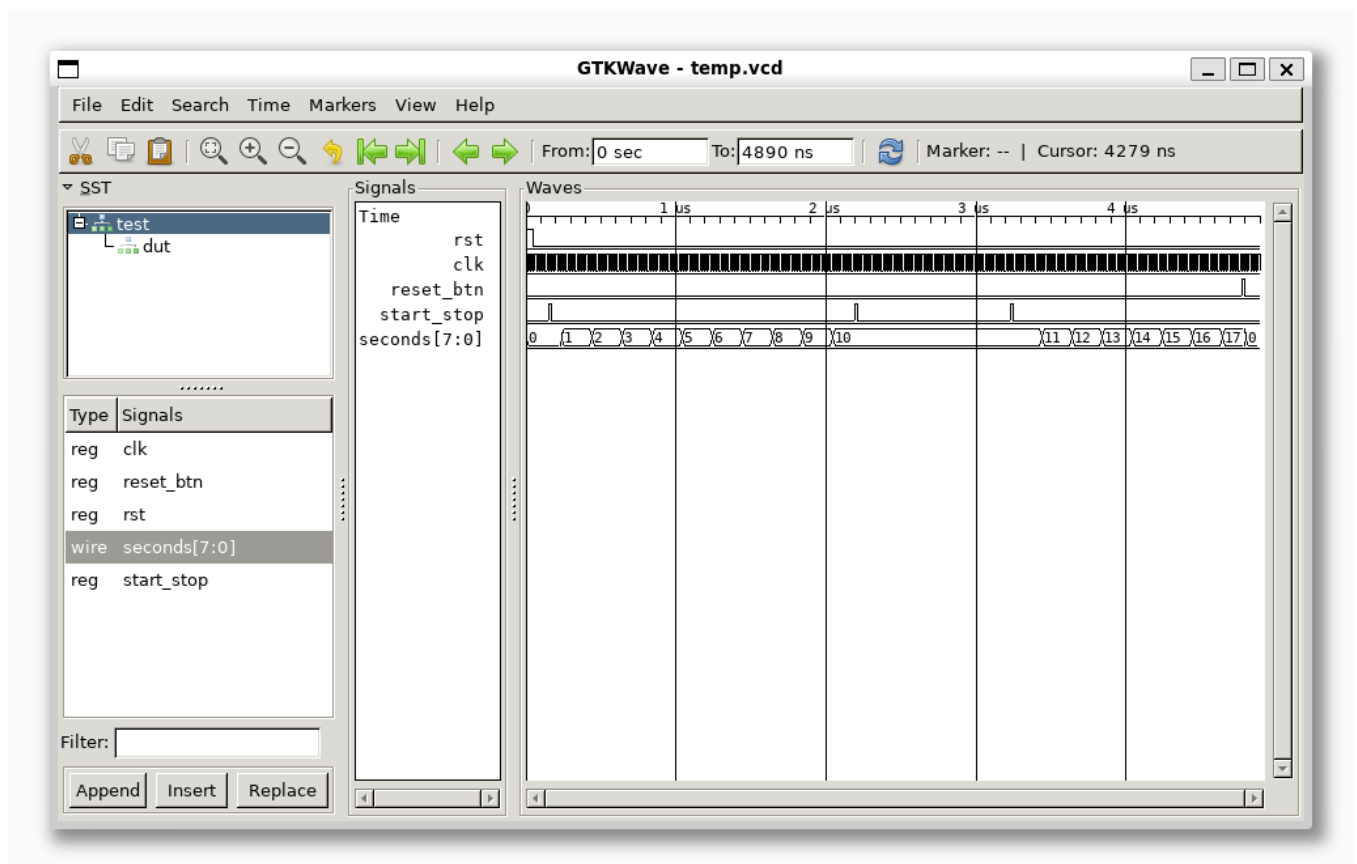 GTKWave - temp.vcd
File Edit Search Time Markers View Help
From: 0 sec To: 4890 ns Marker: -- | Cursor: 4279 ns
SST
test
dut
Type Signals
reg clk
reg reset_btn
reg rst
wire seconds[7:0]
reg start_stop
Filter:
Append Insert Replace
Signals
Time
rst
clk
reset_btn
start_stop
seconds[7:0]
Waves
0 1 us 2 us 3 us 4 us
0 1 2 3 4 5 6 7 8 9 10 11 12 13 14 15 16 17 0